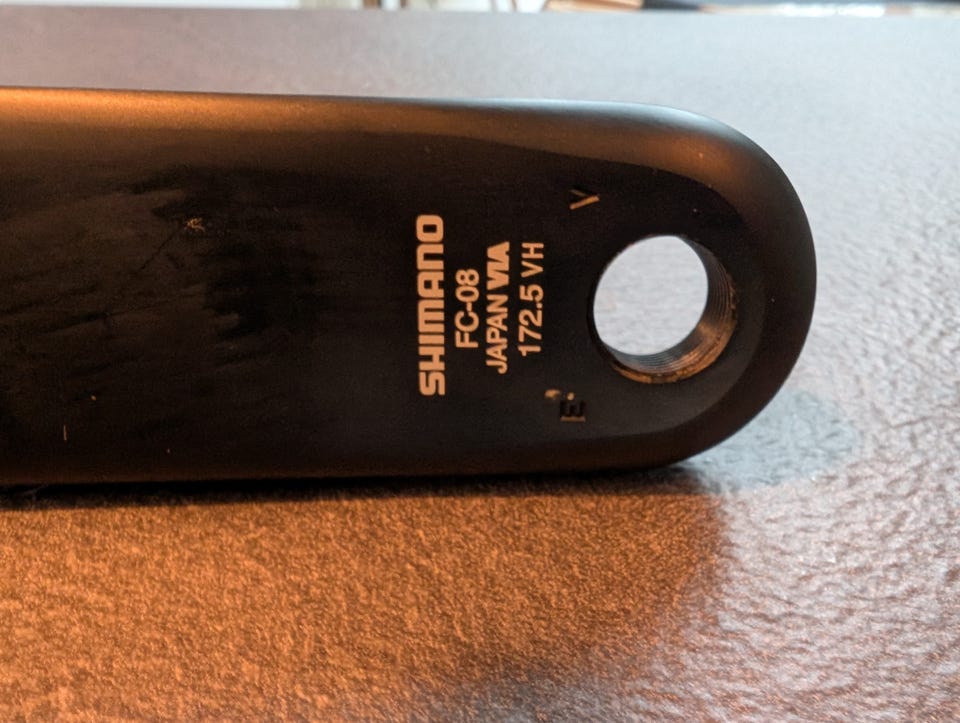 SHIMANO
FC-08
JAPAN VIA
172.5 VH
V
E